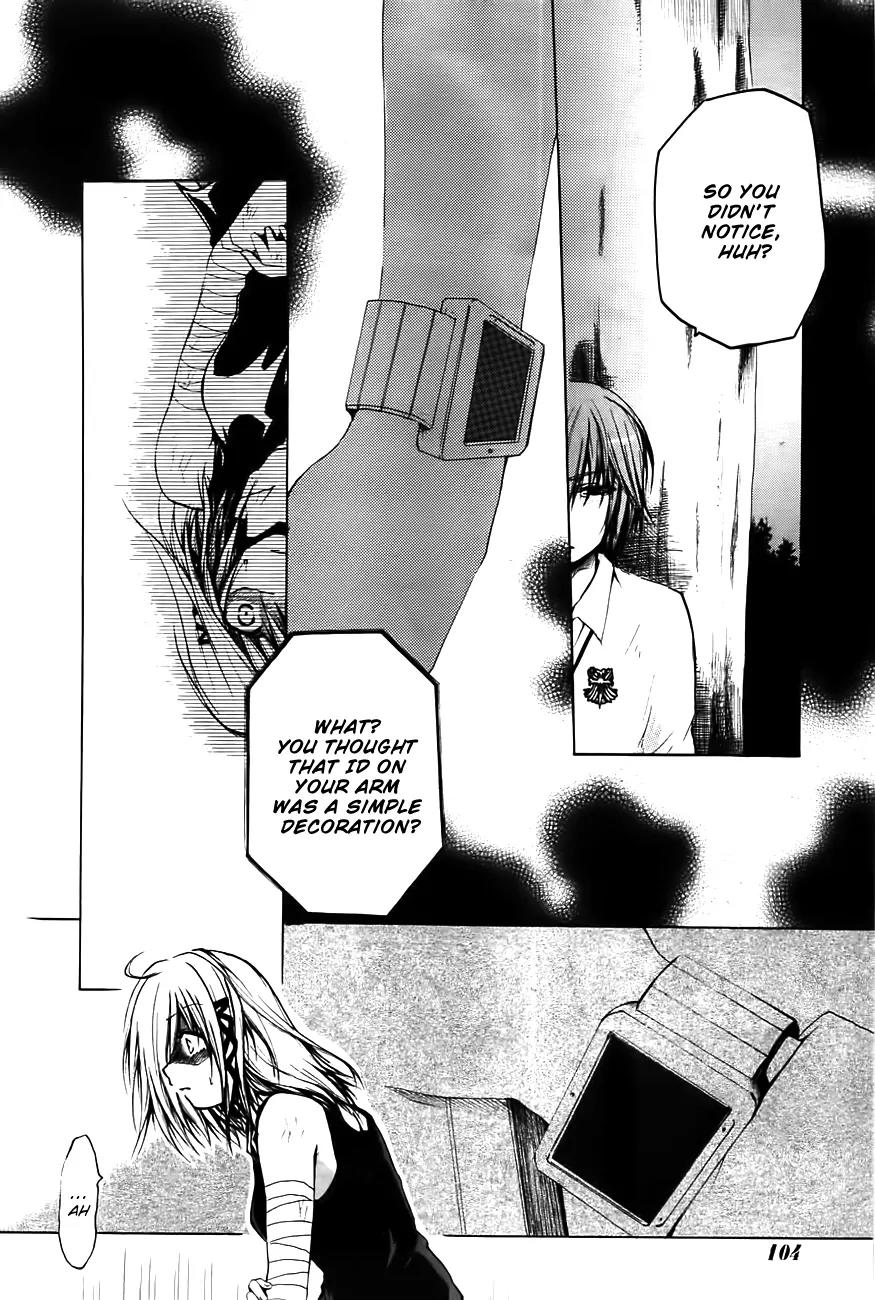 SO YOU
DIDN'T
NOTICE,
HUH?
WHAT?
YOU THOUGHT
THAT ID ON
YOUR ARM
WAS A SIMPLE
DECORATION?
...
AH
104